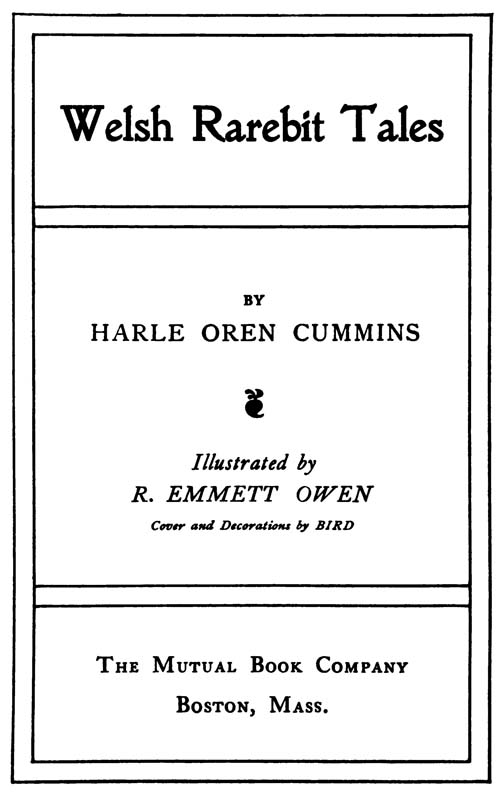 Welsh Rarebit Tales
BY
HARLE OREN CUMMINS
Illustrated by
R. EMMETT OWEN
Cover and Decorations by BIRD
THE MUTUAL BOOK COMPANY
BOSTON, MASS.